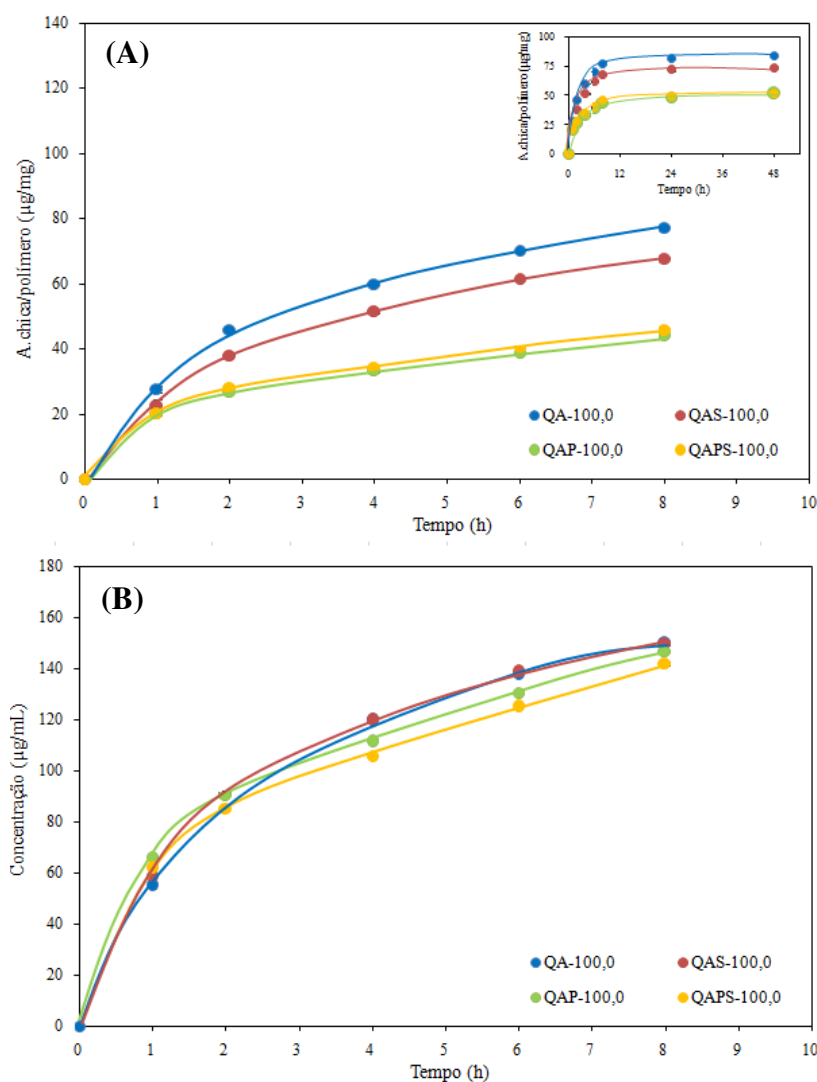 (A)
A.chica/polímero (µg/mg)
140
120
100
80
60
40
20
0
0 1 2 3 4 5 6 7 8 9 10
Tempo (h)
QA-100,0 QAS-100,0
QAP-100,0 QAPS-100,0
A.chica/polímero(µg/mg)
100
75
50
25
0
0 12 24 36 48
Tempo (h)
(B)
Concentração (µg/mL)
180
160
140
120
100
80
60
40
20
0
0 1 2 3 4 5 6 7 8 9 10
Tempo (h)
QA-100,0 QAS-100,0
QAP-100,0 QAPS-100,0